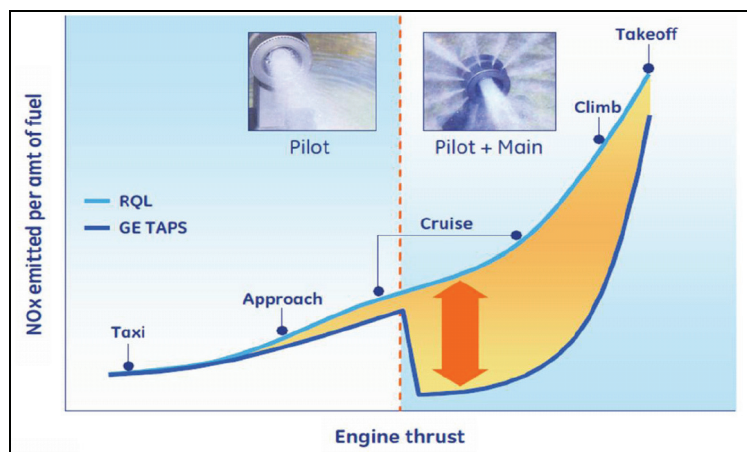 Takeoff
Climb
Pilot
Pilot + Main
RQL
GE TAPS
Cruise
Approach
Taxi
NOx emitted per amt of fuel
Engine thrust